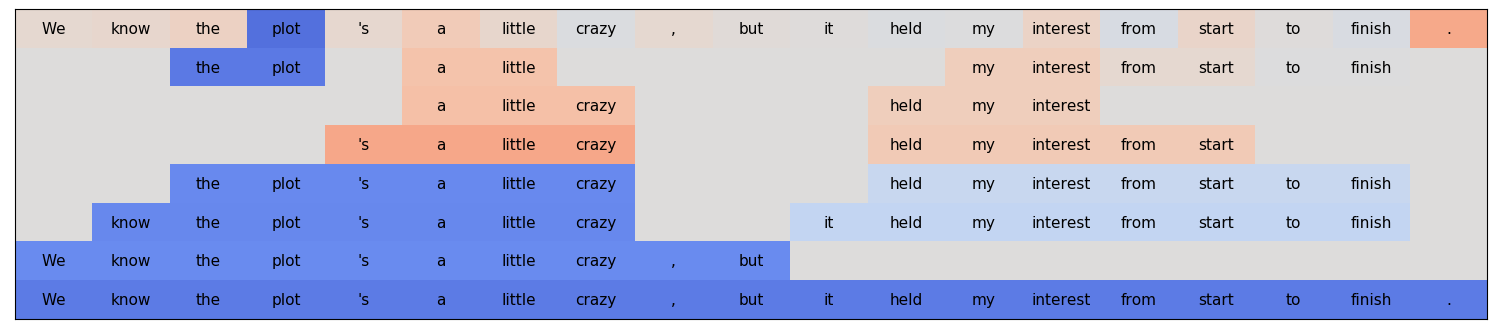 We know the plot 's a little crazy , but it held my interest from start to finish .
the plot a little my interest from start to finish
a little crazy held my interest
's a little crazy held my interest from start
the plot 's a little crazy held my interest from start to finish
know the plot 's a little crazy it held my interest from start to finish
We know the plot 's a little crazy , but
We know the plot 's a little crazy , but it held my interest from start to finish .